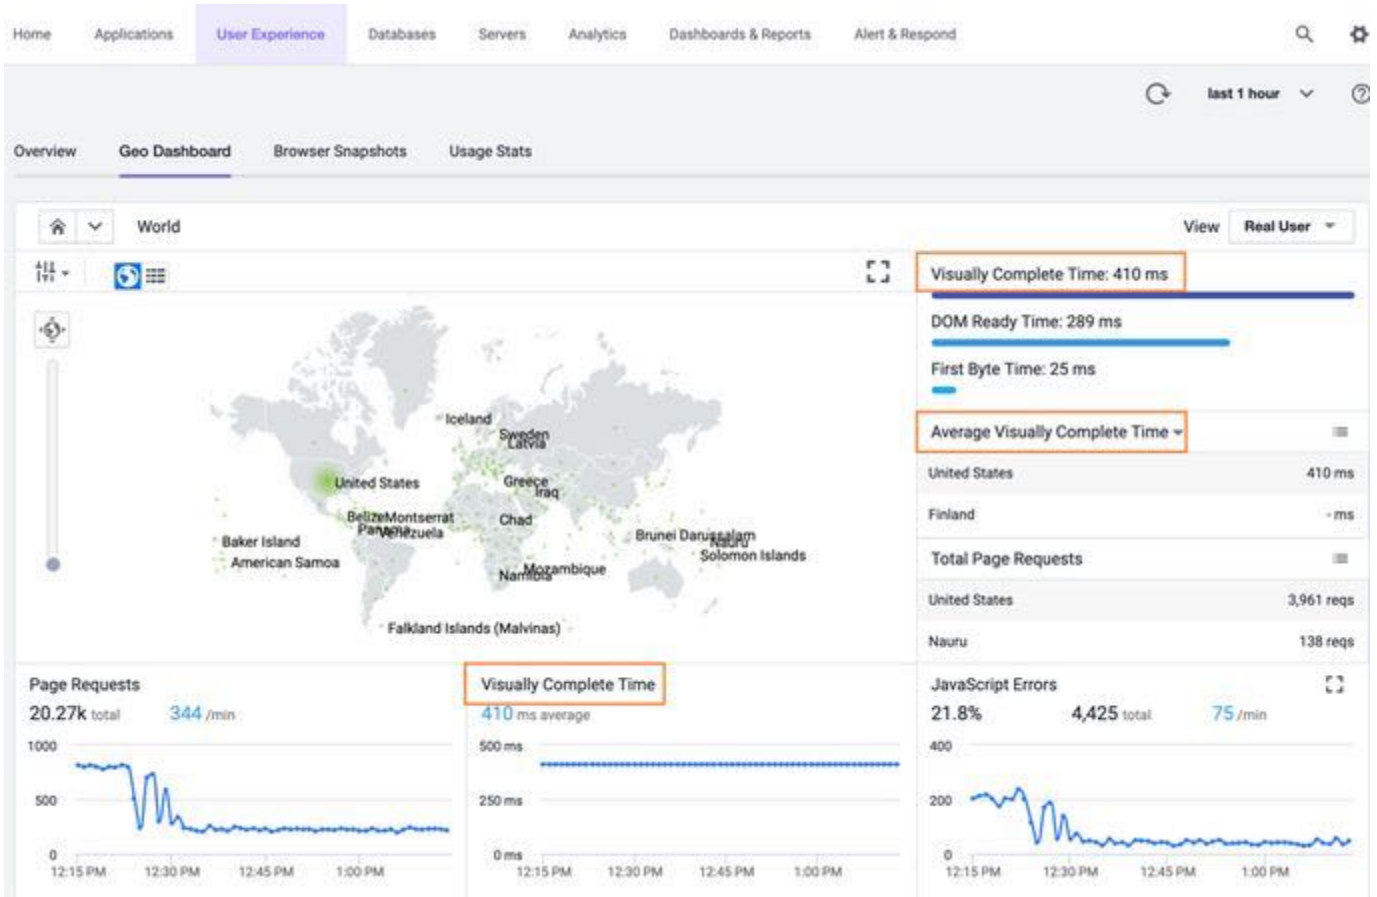 Home Applications User Experience Databases Servers Analytics Dashboards & Reports Alert & Respond
last 1 hour
Overview Geo Dashboard Browser Snapshots Usage Stats
World View Real User
Visually Complete Time: 410 ms
DOM Ready Time: 289 ms
First Byte Time: 25 ms
Iceland
Sweden
Latvia
Average Visually Complete Time
United States
Greece
Iraq
United States 410 ms
Belize Montserrat
Panama Venezuela
Chad
Finland - ms
Baker Island
Brunei Darussalam
Nauru
American Samoa
Solomon Islands
Namibia Mozambique
Total Page Requests
United States 3,961 reqs
Falkland Islands (Malvinas)
Nauru 138 reqs
Page Requests
20.27k total 344 /min
1000
500
0
12:15 PM 12:30 PM 12:45 PM 1:00 PM
Visually Complete Time
410 ms average
500 ms
250 ms
0 ms
12:15 PM 12:30 PM 12:45 PM 1:00 PM
JavaScript Errors
21.8% 4,425 total 75 /min
400
200
0
12:15 PM 12:30 PM 12:45 PM 1:00 PM